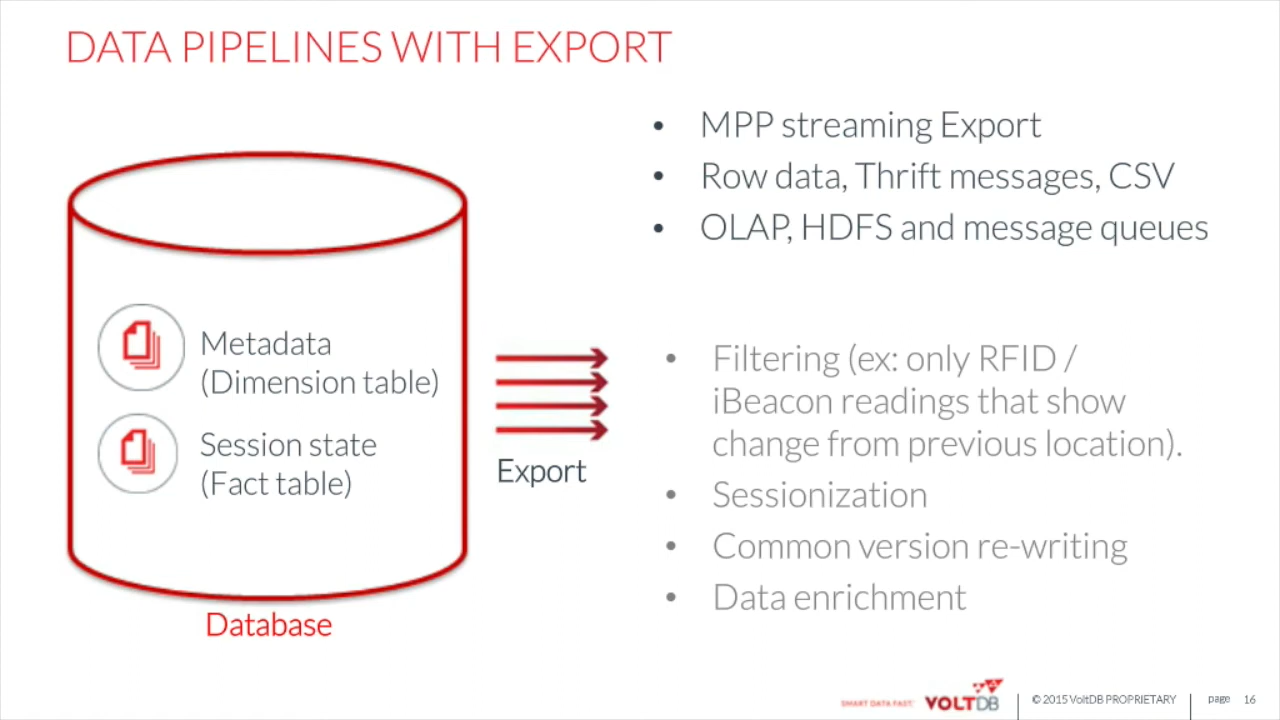 DATA PIPELINES WITH EXPORT
• MPP streaming Export
• Row data, Thrift messages, CSV
• OLAP, HDFS and message queues
Metadata
(Dimension table)
Session state
(Fact table)
Export
Database
• Filtering (ex: only RFID /
iBeacon readings that show
change from previous location).
• Sessionization
• Common version re-writing
• Data enrichment
SMART DATA FAST. VOLTDB
© 2015 VoltDB PROPRIETARY
page 16